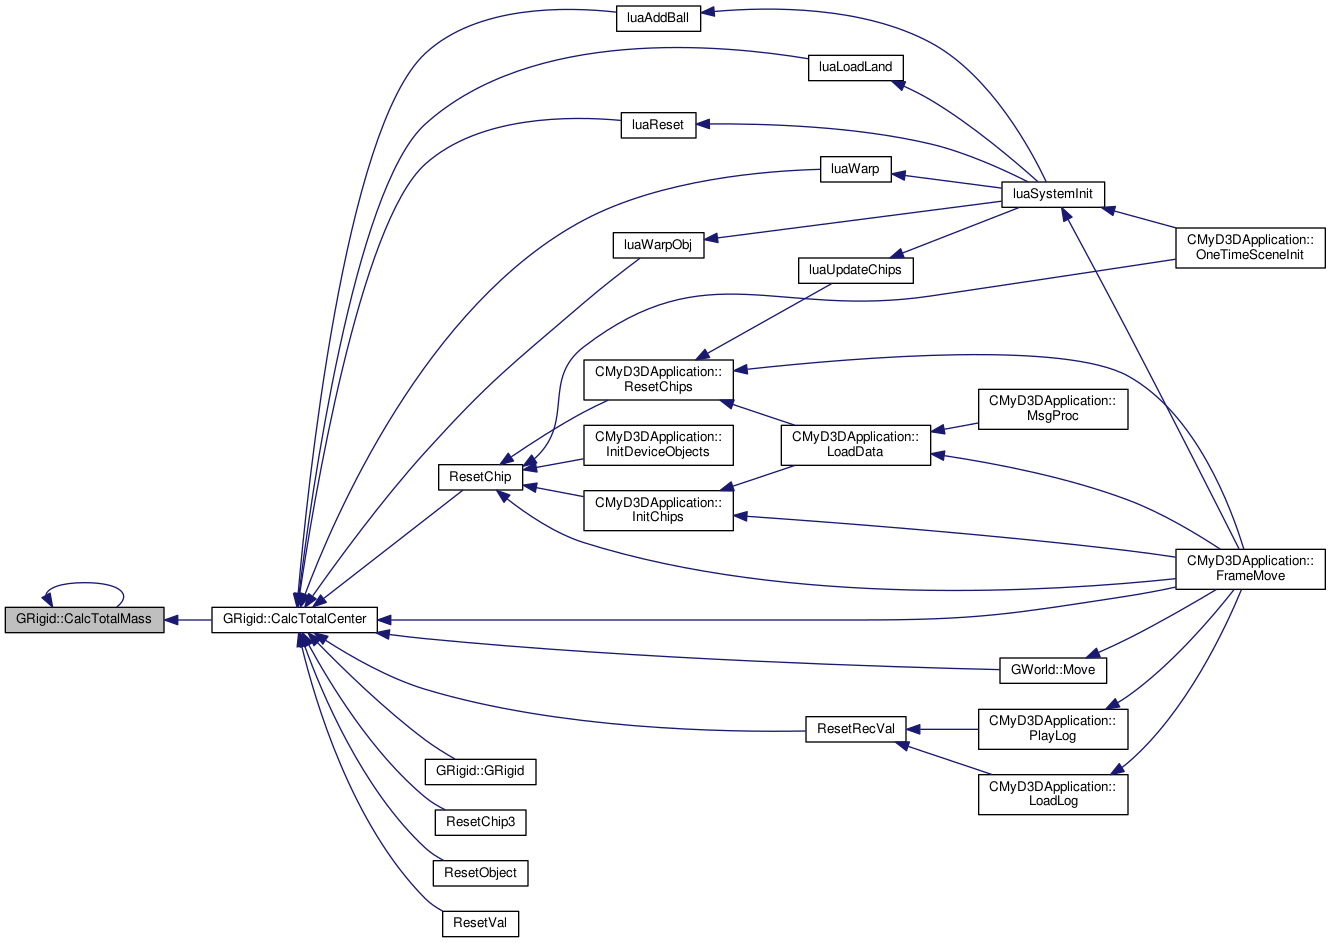 luaAddBall
luaLoadLand
luaReset
luaWarp
luaSystemInit
luaWarpObj
CMyD3DApplication::
OneTimeSceneInit
luaUpdateChips
CMyD3DApplication::
ResetChips
CMyD3DApplication::
MsgProc
CMyD3DApplication::
InitDeviceObjects
CMyD3DApplication::
LoadData
ResetChip
CMyD3DApplication::
InitChips
CMyD3DApplication::
FrameMove
GRigid::CalcTotalMass
GRigid::CalcTotalCenter
GWorld::Move
ResetRecVal
CMyD3DApplication::
PlayLog
GRigid::GRigid
CMyD3DApplication::
LoadLog
ResetChip3
ResetObject
ResetVal